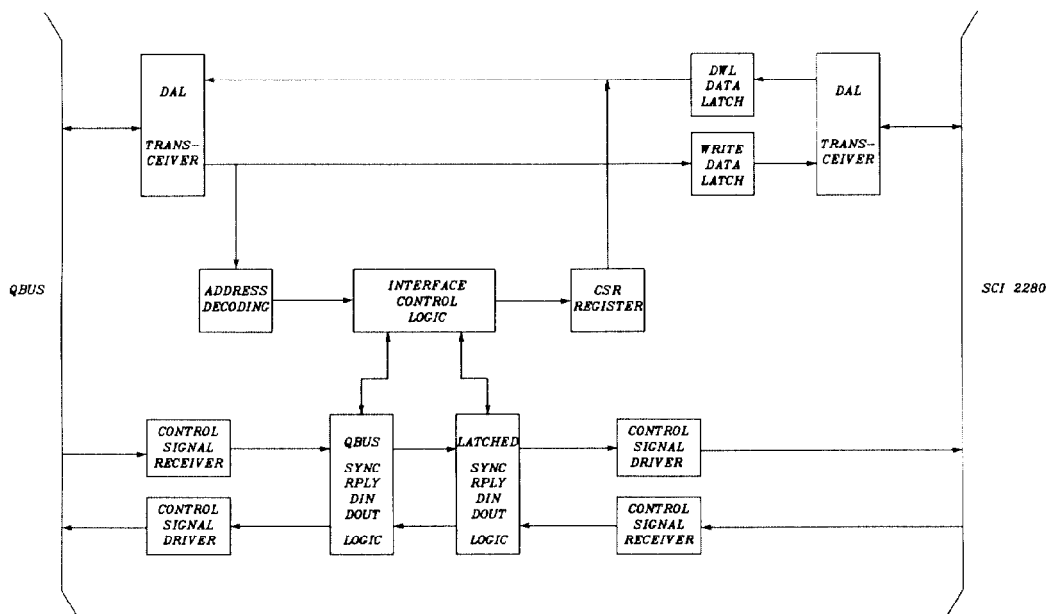 DAL
TRANS-
CEIVER
DWL
DATA
LATCH
DAL
TRANS-
CEIVER
WRITE
DATA
LATCH
QBUS
ADDRESS
DECODING
INTERFACE
CONTROL
LOGIC
CSR
REGISTER
SCI 2280
CONTROL
SIGNAL
RECEIVER
QBUS
SYNC
RPLY
DIN
DOUT
LOGIC
LATCHED
SYNC
RPLY
DIN
DOUT
LOGIC
CONTROL
SIGNAL
DRIVER
CONTROL
SIGNAL
DRIVER
CONTROL
SIGNAL
RECEIVER